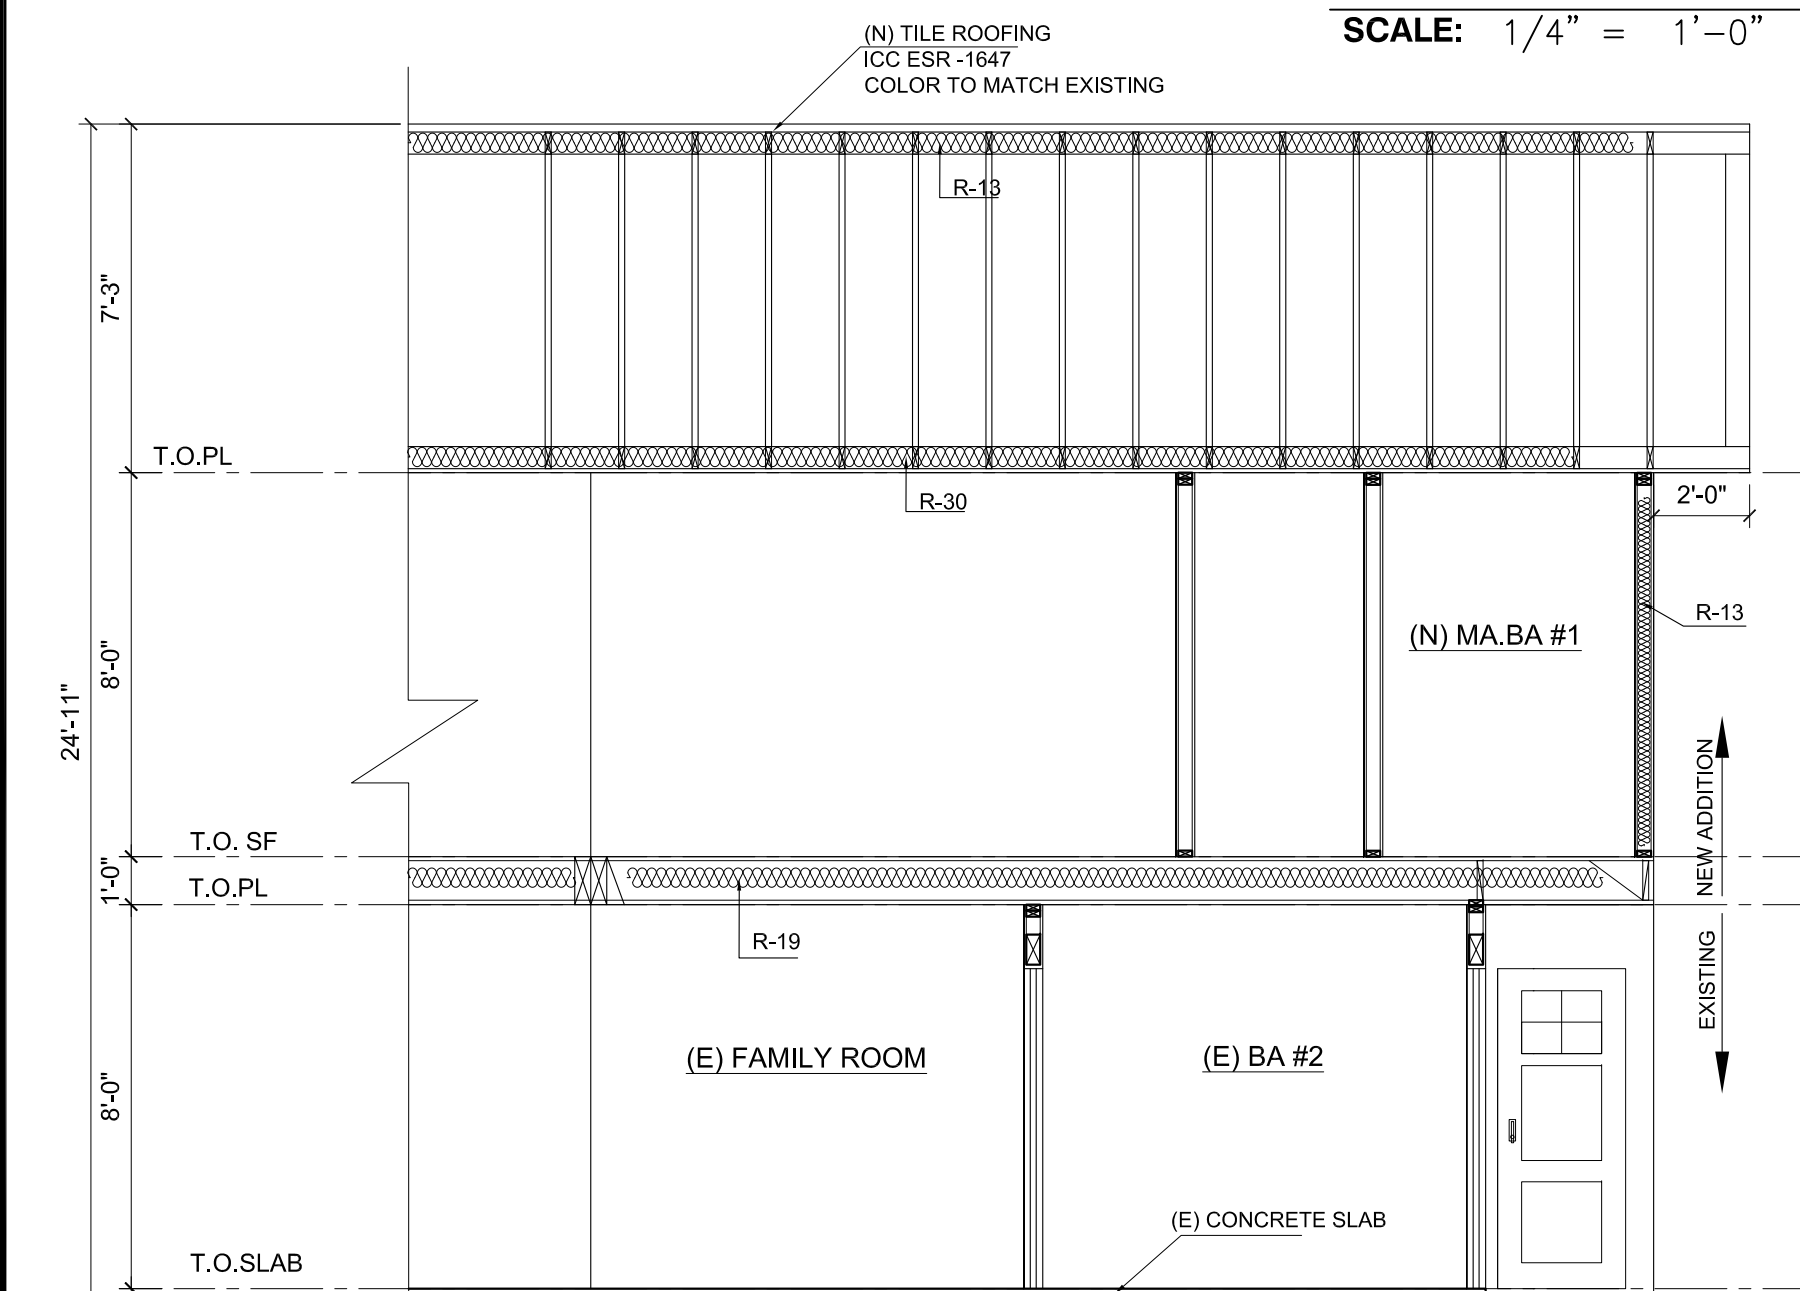 SCALE: 1/4" = 1'-0"
(N) TILE ROOFING
ICC ESR -1647
COLOR TO MATCH EXISTING
R-13
7'-3"
T.O.PL
R-30
2'-0"
R-13
(N) MA.BA #1
8'-0"
24'-11"
NEW ADDITION
T.O. SF
1'-0"
T.O.PL
R-19
EXISTING
(E) FAMILY ROOM
(E) BA #2
8'-0"
(E) CONCRETE SLAB
T.O.SLAB